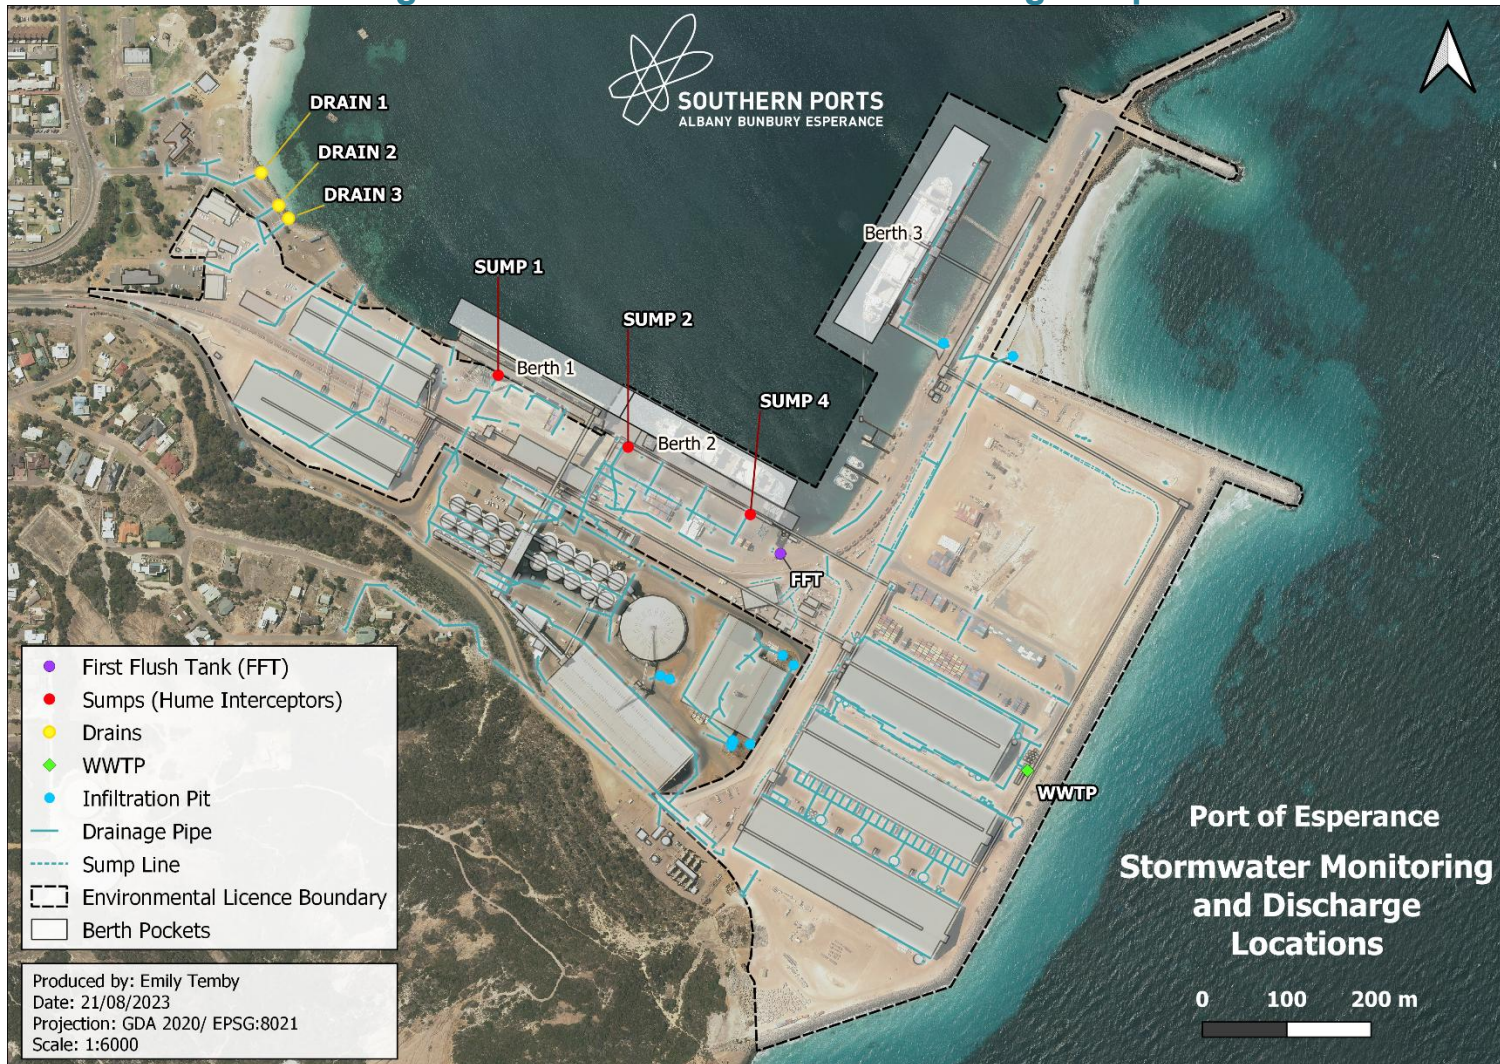 SOUTHERN PORTS
ALBANY BUNBURY ESPERANCE
DRAIN 1
DRAIN 2
DRAIN 3
Berth 3
SUMP 1
SUMP 2
Berth 1
SUMP 4
Berth 2
FFT
WWTP
First Flush Tank (FFT)
Sumps (Hume Interceptors)
Drains
WWTP
Infiltration Pit
Drainage Pipe
Sump Line
Environmental Licence Boundary
Berth Pockets
Produced by: Emily Temby
Date: 21/08/2023
Projection: GDA 2020/ EPSG:8021
Scale: 1:6000
Port of Esperance
Stormwater Monitoring
and Discharge
Locations
0 100 200 m